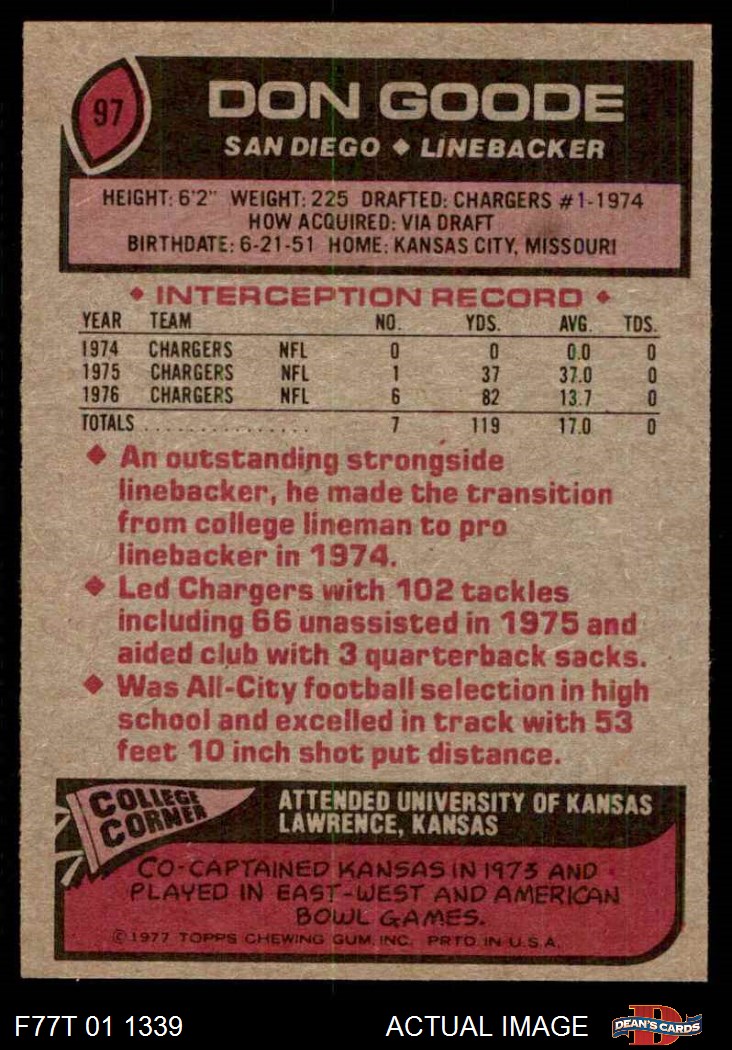 97
DON GOODE
SAN DIEGO ◆ LINEBACKER
HEIGHT: 6'2" WEIGHT: 225 DRAFTED: CHARGERS #1-1974
HOW ACQUIRED: VIA DRAFT
BIRTHDATE: 6-21-51 HOME: KANSAS CITY, MISSOURI
◆ INTERCEPTION RECORD ◆
YEAR TEAM NO. YDS. AVG. TDS.
1974 CHARGERS NFL 0 0 0.0 0
1975 CHARGERS NFL 1 37 37.0 0
1976 CHARGERS NFL 6 82 13.7 0
TOTALS . . . . . . . . . . . . . . . 7 119 17.0 0
◆ An outstanding strongside
linebacker, he made the transition
from college lineman to pro
linebacker in 1974.
◆ Led Chargers with 102 tackles
including 66 unassisted in 1975 and
aided club with 3 quarterback sacks.
◆ Was All-City football selection in high
school and excelled in track with 53
feet 10 inch shot put distance.
COLLEGE
CORNER
ATTENDED UNIVERSITY OF KANSAS
LAWRENCE, KANSAS
CO-CAPTAINED KANSAS IN 1973 AND
PLAYED IN EAST-WEST AND AMERICAN
BOWL GAMES.
©1977 TOPPS CHEWING GUM, INC. PRTD. IN U.S.A.
F77T 01 1339
ACTUAL IMAGE
D
DEAN'S CARDS